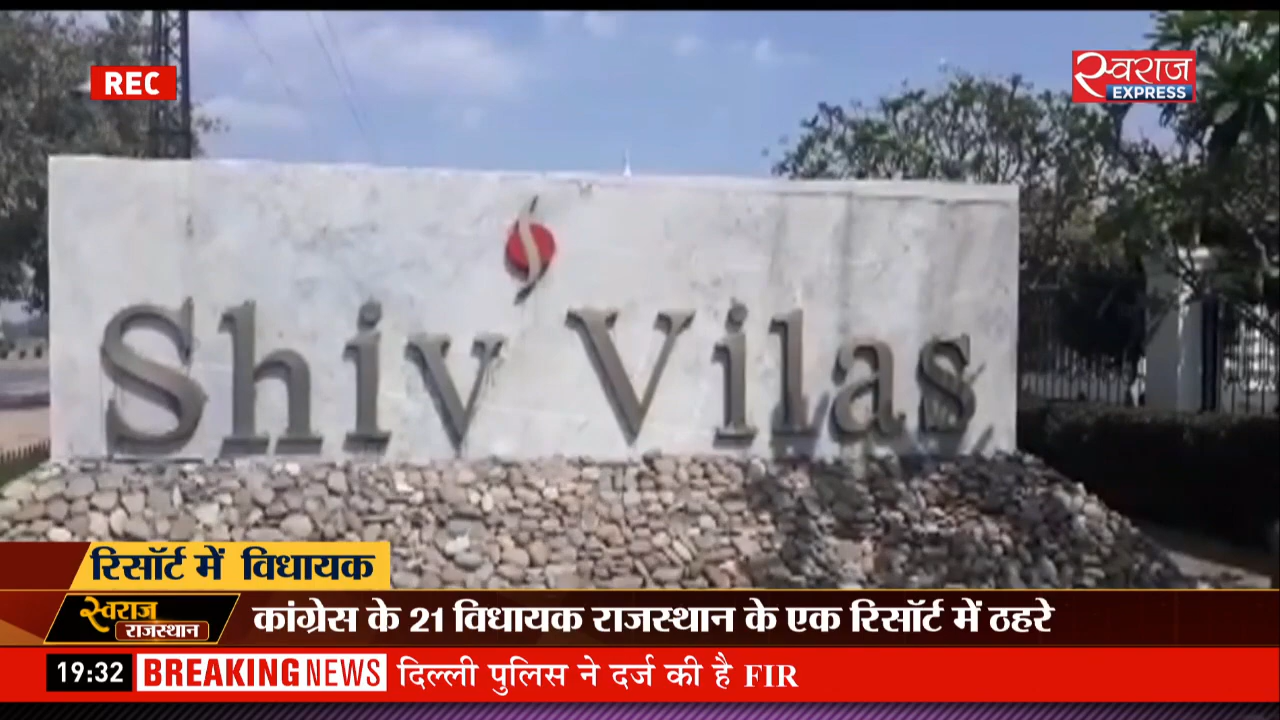 REC
स्वराज
EXPRESS
Shiv Vilas
रिसॉर्ट में विधायक
स्वराज
राजस्थान
कांग्रेस के 21 विधायक राजस्थान के एक रिसॉर्ट में ठहरे
19:32 BREAKING NEWS दिल्ली पुलिस ने दर्ज की है FIR